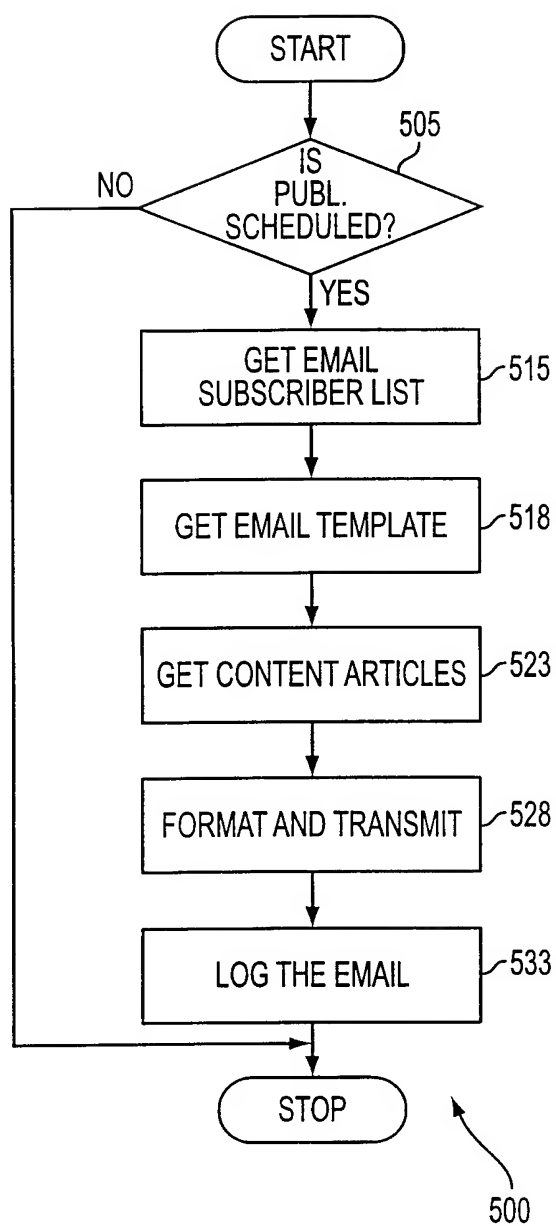 START
505
IS
PUBL.
SCHEDULED?
NO
YES
GET EMAIL
SUBSCRIBER LIST
515
GET EMAIL TEMPLATE
518
GET CONTENT ARTICLES
523
FORMAT AND TRANSMIT
528
LOG THE EMAIL
533
STOP
500